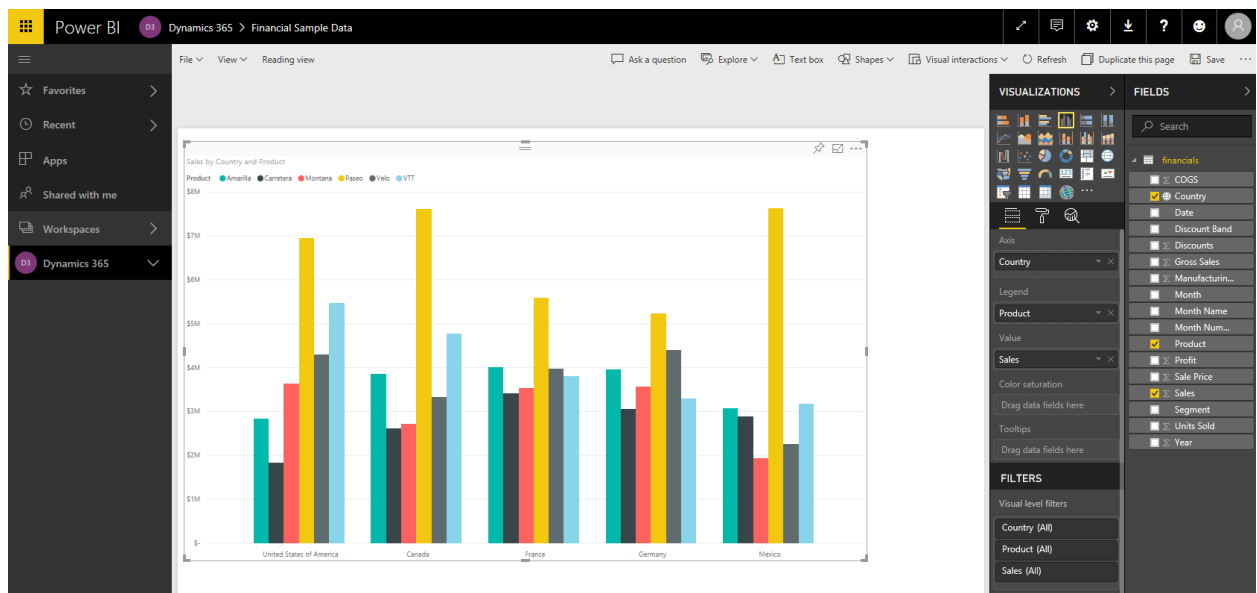 Power BI D3 Dynamics 365 > Financial Sample Data ?
File View Reading view Ask a question Explore Text box Shapes Visual interactions Refresh Duplicate this page Save ...
Favorites
Recent
Apps
Shared with me
Workspaces
D3 Dynamics 365
Sales by Country and Product
Product Amarilla Carretera Montana Paseo Velo VTT
$8M
$7M
$6M
$5M
$4M
$3M
$2M
$1M
$-
United States of America Canada France Germany Mexico
VISUALIZATIONS
123
Axis
Country
Legend
Product
Value
Sales
Color saturation
Drag data fields here
Tooltips
Drag data fields here
FILTERS
Visual level filters
Country (All)
Product (All)
Sales (All)
FIELDS
Search
financials
Σ COGS
Country
Date
Discount Band
Σ Discounts
Σ Gross Sales
Σ Manufacturin...
Month
Month Name
Month Num...
Product
Σ Profit
Σ Sale Price
Σ Sales
Segment
Σ Units Sold
Σ Year